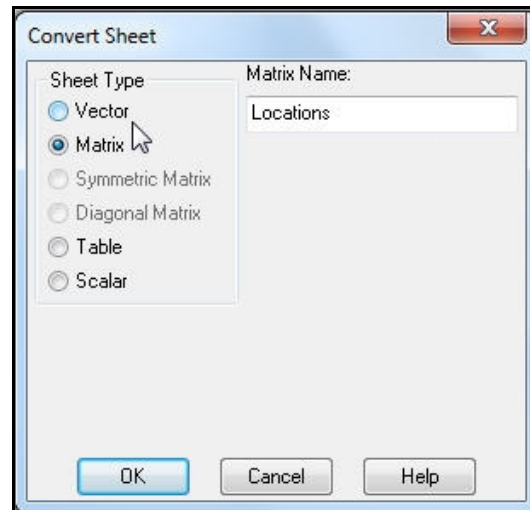 Convert Sheet
Sheet Type
Vector
Matrix
Symmetric Matrix
Diagonal Matrix
Table
Scalar
Matrix Name:
Locations
OK
Cancel
Help